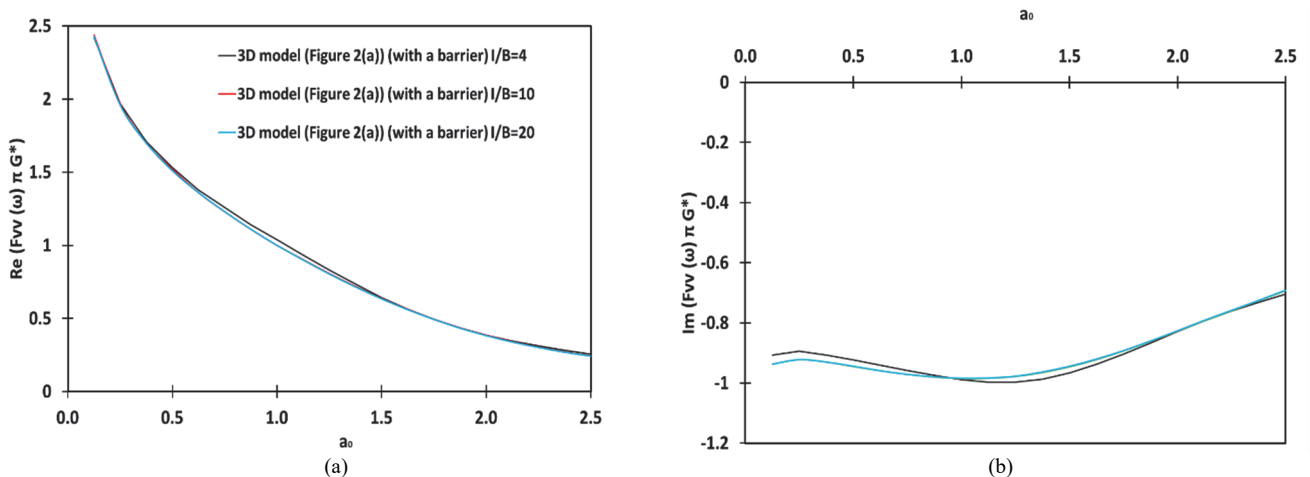 2.5
2
1.5
1
0.5
0
Re (Fvv (ω) π G*)
3D model (Figure 2(a)) (with a barrier) I/B=4
3D model (Figure 2(a)) (with a barrier) I/B=10
3D model (Figure 2(a)) (with a barrier) I/B=20
0.0 0.5 1.0 1.5 2.0 2.5
a₀
(a)
a₀
0.0 0.5 1.0 1.5 2.0 2.5
0
-0.2
-0.4
-0.6
-0.8
-1
-1.2
Im (Fvv (ω) π G*)
(b)